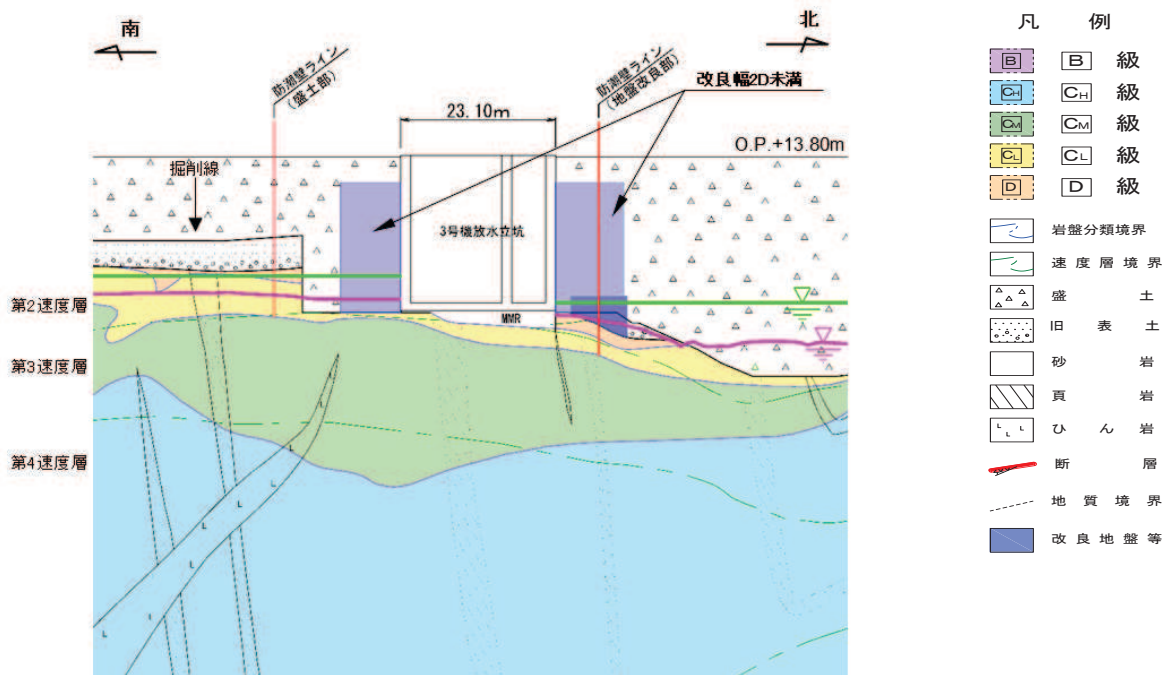 南
北
防潮壁ライン
(盛土部)
防潮壁ライン
(地盤改良部)
改良幅2D未満
23.10m
O.P.+13.80m
掘削線
3号機放水立坑
MMR
第2速度層
第3速度層
第4速度層
L
L
L
L
L
L
L
凡 例
B B 級
CH CH 級
CM CM 級
CL CL 級
D D 級
岩盤分類境界
速度層境界
盛土
旧表土
砂岩
頁岩
L L L ひん岩
断層
地質境界
改良地盤等